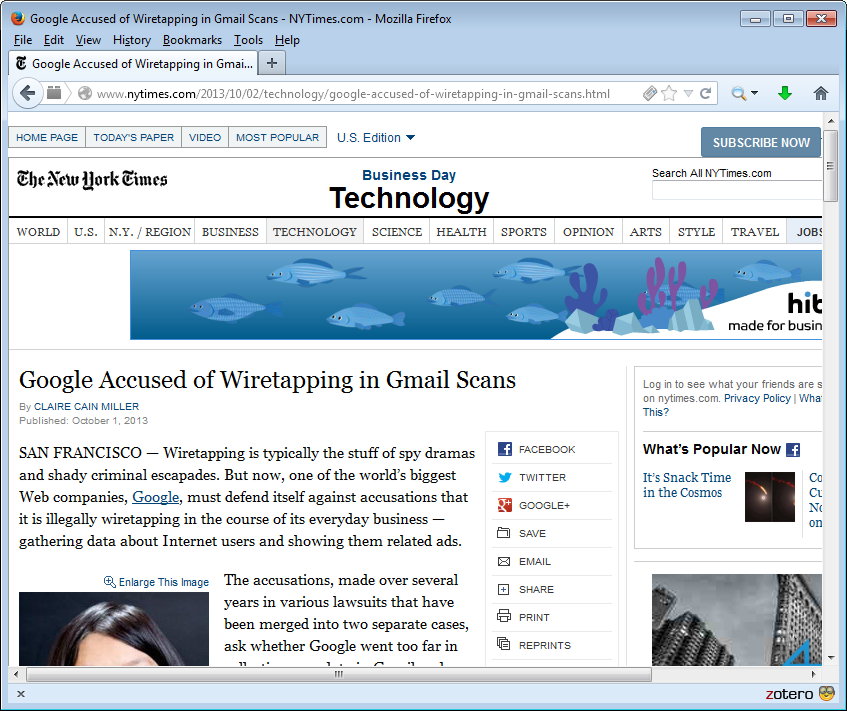 Google Accused of Wiretapping in Gmail Scans - NYTimes.com - Mozilla Firefox
File Edit View History Bookmarks Tools Help
Google Accused of Wiretapping in Gmai...
www.nytimes.com/2013/10/02/technology/google-accused-of-wiretapping-in-gmail-scans.html
HOME PAGE TODAY'S PAPER VIDEO MOST POPULAR U.S. Edition
SUBSCRIBE NOW
The New York Times
Business Day
Technology
Search All NYTimes.com
WORLD U.S. N.Y. / REGION BUSINESS TECHNOLOGY SCIENCE HEALTH SPORTS OPINION ARTS STYLE TRAVEL JOBS
hib
made for busin
Google Accused of Wiretapping in Gmail Scans
By CLAIRE CAIN MILLER
Published: October 1, 2013
SAN FRANCISCO — Wiretapping is typically the stuff of spy dramas
and shady criminal escapades. But now, one of the world's biggest
Web companies, Google, must defend itself against accusations that
it is illegally wiretapping in the course of its everyday business —
gathering data about Internet users and showing them related ads.
Enlarge This Image
The accusations, made over several
years in various lawsuits that have
been merged into two separate cases,
ask whether Google went too far in
FACEBOOK
TWITTER
GOOGLE+
SAVE
EMAIL
SHARE
PRINT
REPRINTS
Log in to see what your friends are s
on nytimes.com. Privacy Policy | What
This?
What's Popular Now
It's Snack Time
in the Cosmos
Co
Cu
No
on
zotero